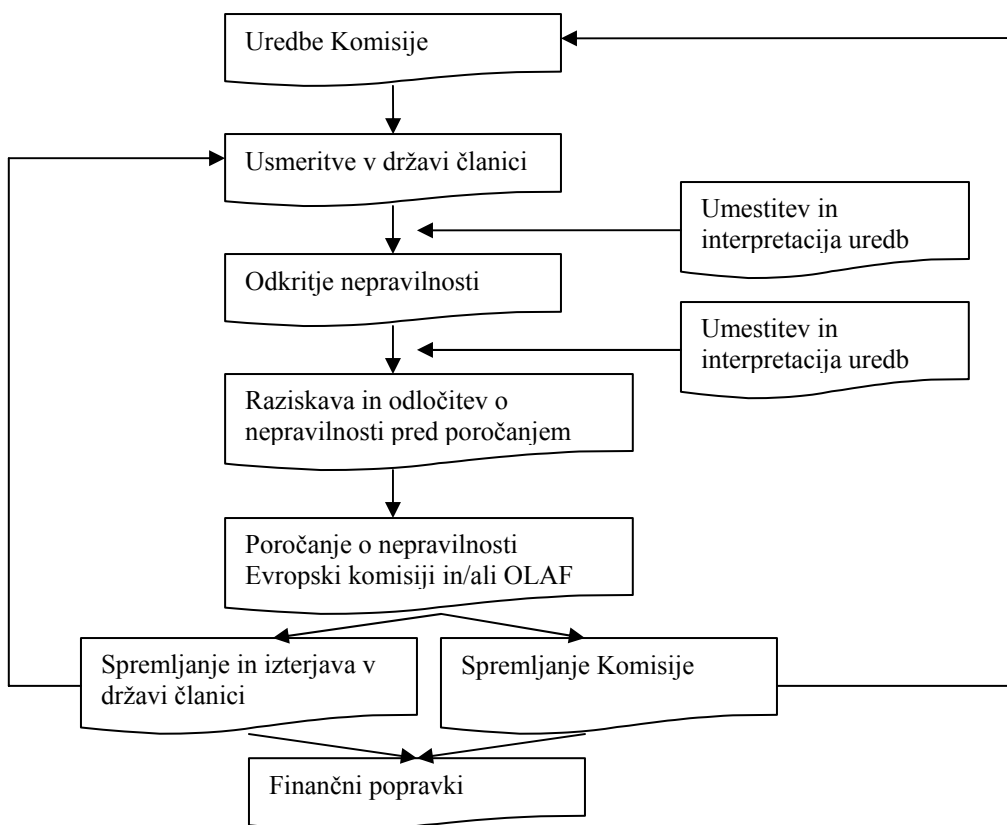 Uredbe Komisije
Usmeritve v državi članici
Umestitev in
interpretacija uredb
Odkritje nepravilnosti
Umestitev in
interpretacija uredb
Raziskava in odločitev o
nepravilnosti pred poročanjem
Poročanje o nepravilnosti
Evropski komisiji in/ali OLAF
Spremljanje in izterjava v
državi članici
Spremljanje Komisije
Finančni popravki